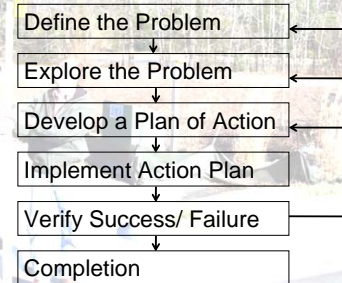 Define the Problem
Explore the Problem
Develop a Plan of Action
Implement Action Plan
Verify Success/ Failure
Completion